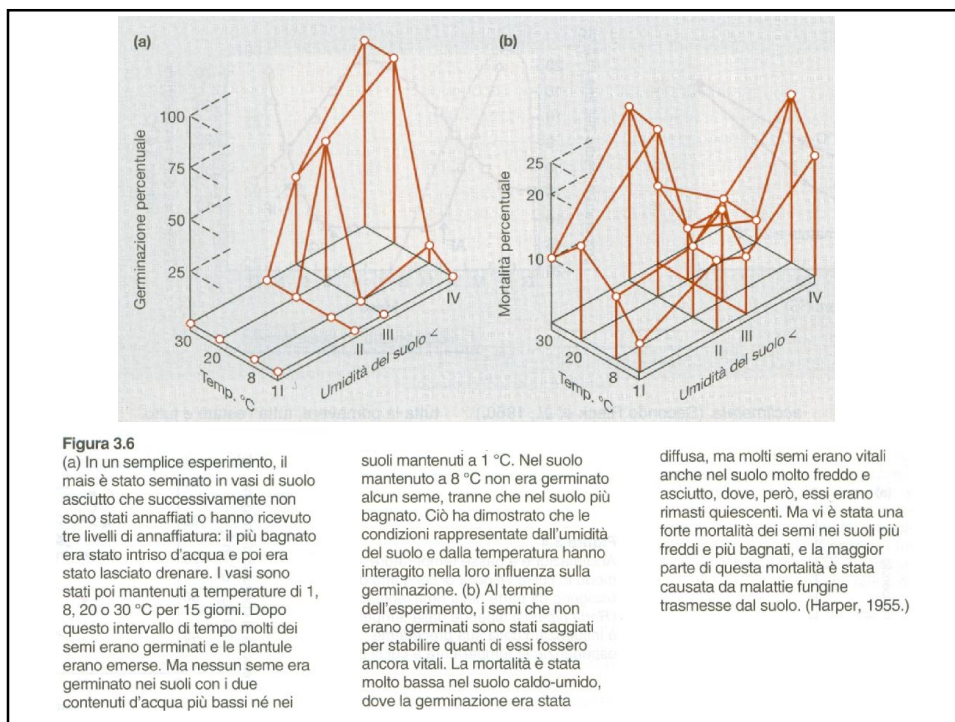 (a)
(b)
Germinazione percentuale
100
75
50
25
30
20
8
1
I
II
III
IV
Temp. °C
Umidità del suolo
Mortalità percentuale
25
20
10
30
20
8
1
I
II
III
IV
Temp. °C
Umidità del suolo
Figura 3.6
(a) In un semplice esperimento, il
mais è stato seminato in vasi di suolo
asciutto che successivamente non
sono stati annaffiati o hanno ricevuto
tre livelli di annaffiatura: il più bagnato
era stato intriso d'acqua e poi era
stato lasciato drenare. I vasi sono
stati poi mantenuti a temperature di 1,
8, 20 o 30 °C per 15 giorni. Dopo
questo intervallo di tempo molti dei
semi erano germinati e le plantule
erano emerse. Ma nessun seme era
germinato nei suoli con i due
contenuti d'acqua più bassi né nei
suoli mantenuti a 1 °C. Nel suolo
mantenuto a 8 °C non era germinato
alcun seme, tranne che nel suolo più
bagnato. Ciò ha dimostrato che le
condizioni rappresentate dall'umidità
del suolo e dalla temperatura hanno
interagito nella loro influenza sulla
germinazione. (b) Al termine
dell'esperimento, i semi che non
erano germinati sono stati saggiati
per stabilire quanti di essi fossero
ancora vitali. La mortalità è stata
molto bassa nel suolo caldo-umido,
dove la germinazione era stata
diffusa, ma molti semi erano vitali
anche nel suolo molto freddo e
asciutto, dove, però, essi erano
rimasti quiescenti. Ma vi è stata una
forte mortalità dei semi nei suoli più
freddi e più bagnati, e la maggior
parte di questa mortalità è stata
causata da malattie fungine
trasmesse dal suolo. (Harper, 1955.)